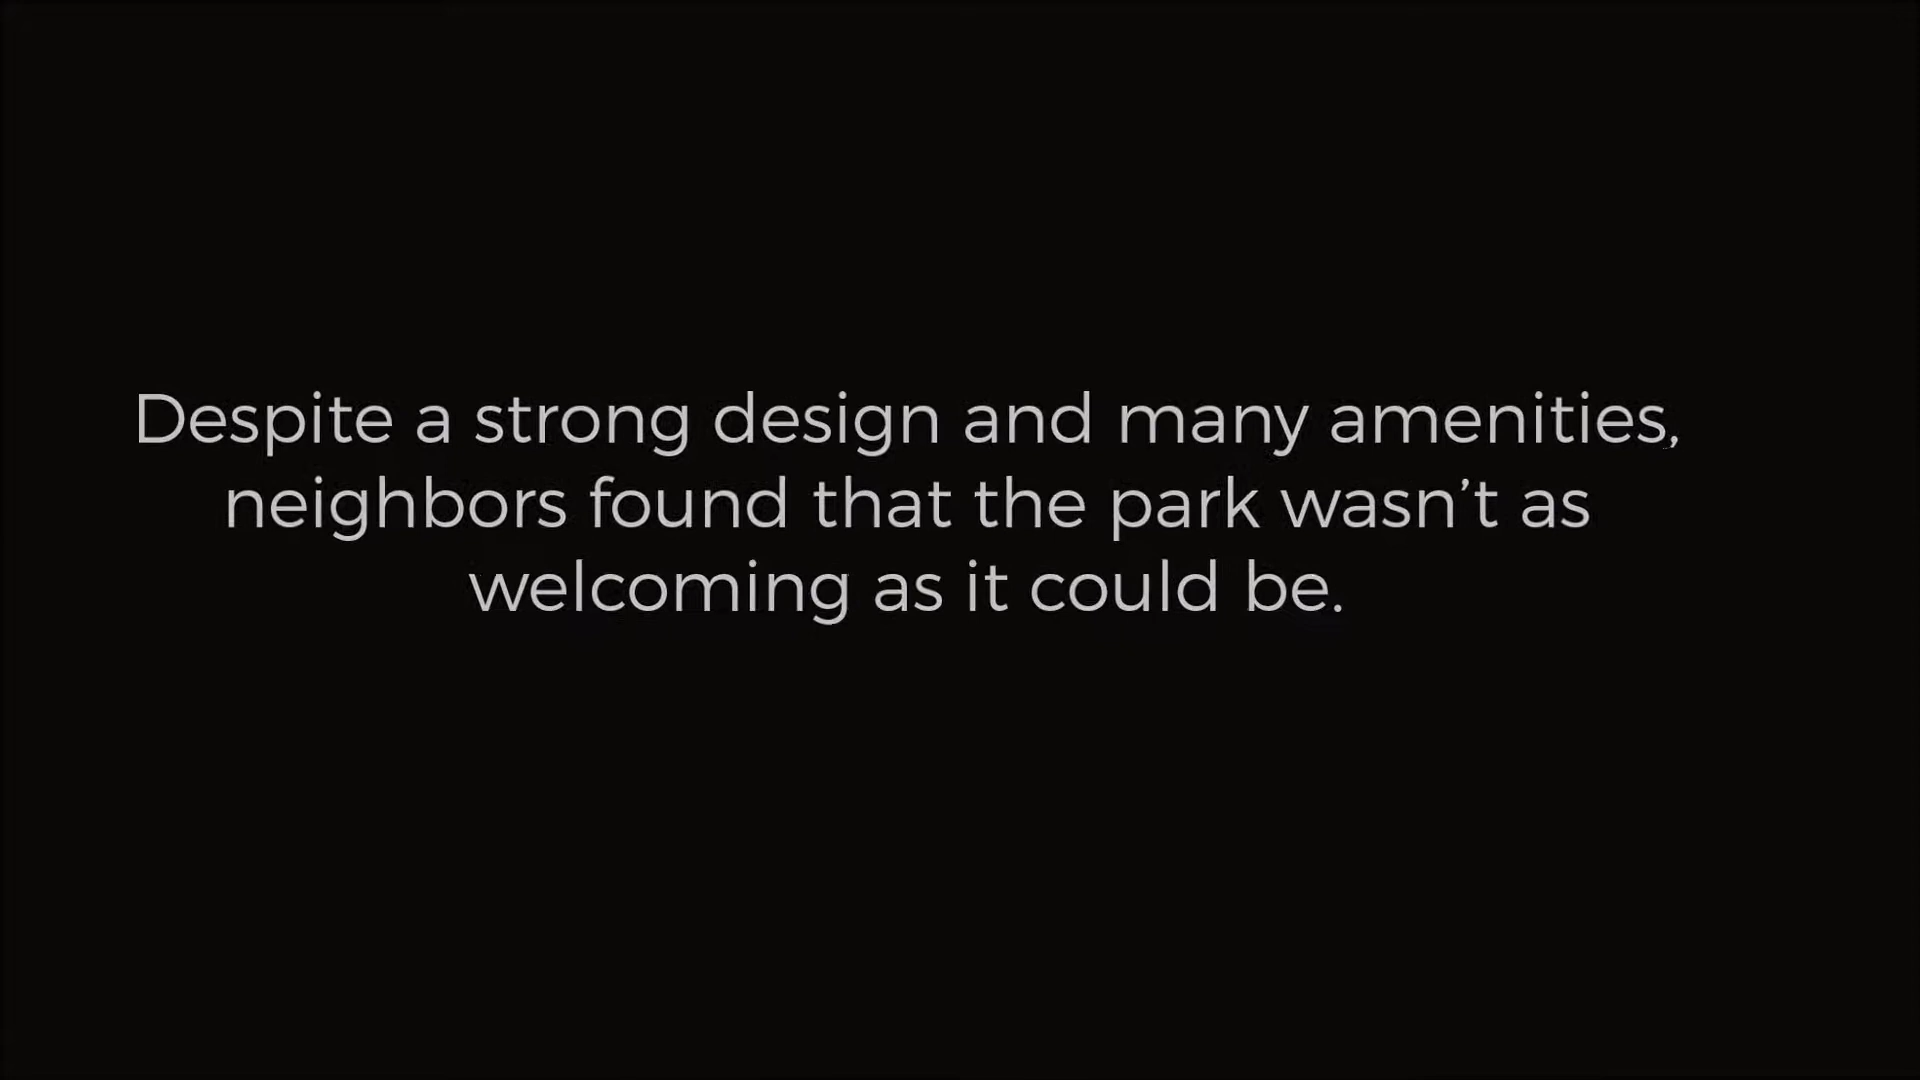 Despite a strong design and many amenities,
neighbors found that the park wasn’t as
welcoming as it could be.